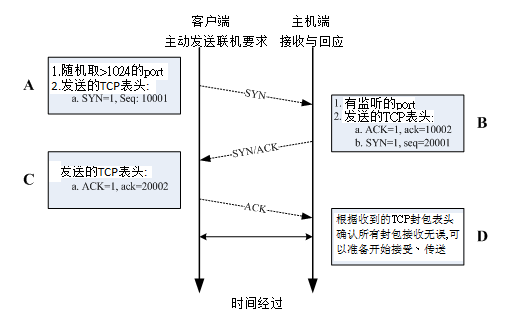 客户端
主动发送联机要求
主机端
接收与回应
A
1.随机取>1024的port
2.发送的TCP表头:
a. SYN=1, Seq: 10001
SYN
1. 有监听的port
2. 发送的TCP表头:
a. ACK=1, ack=10002
b. SYN=1, seq=20001
B
SYN/ACK
C
发送的TCP表头:
a. ACK=1, ack=20002
ACK
根据收到的TCP封包表头
确认所有封包接收无误,可
以准备开始接受、传送
D
时间经过